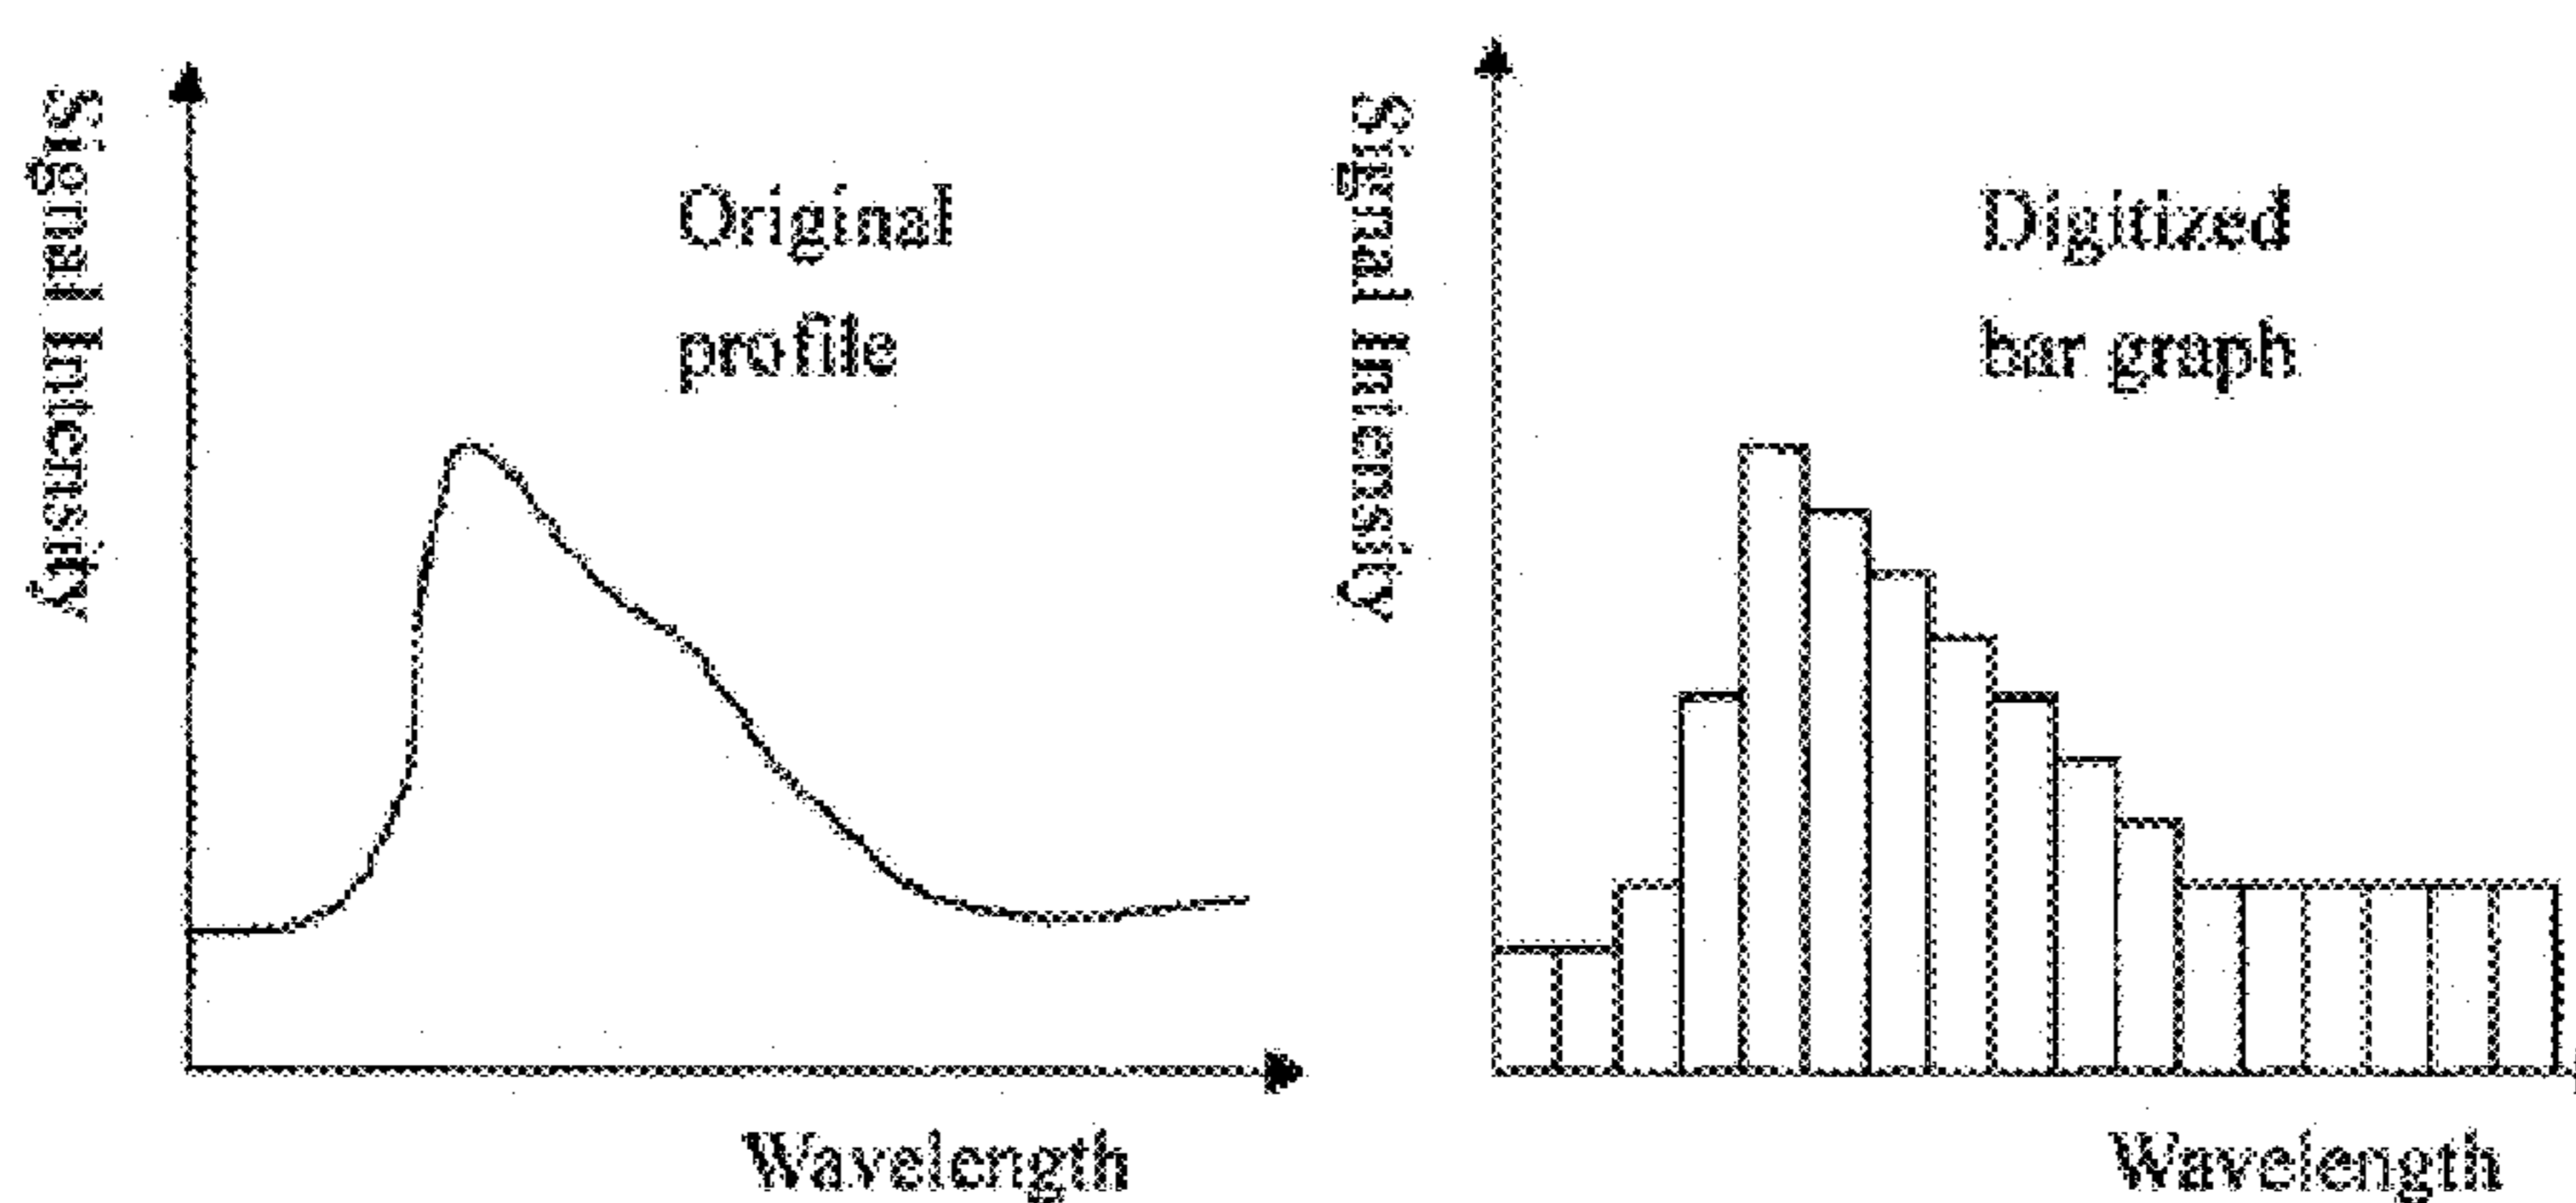 Signal Intensity
Original
profile
Wavelength
Signal Intensity
Digitized
bar graph
Wavelength